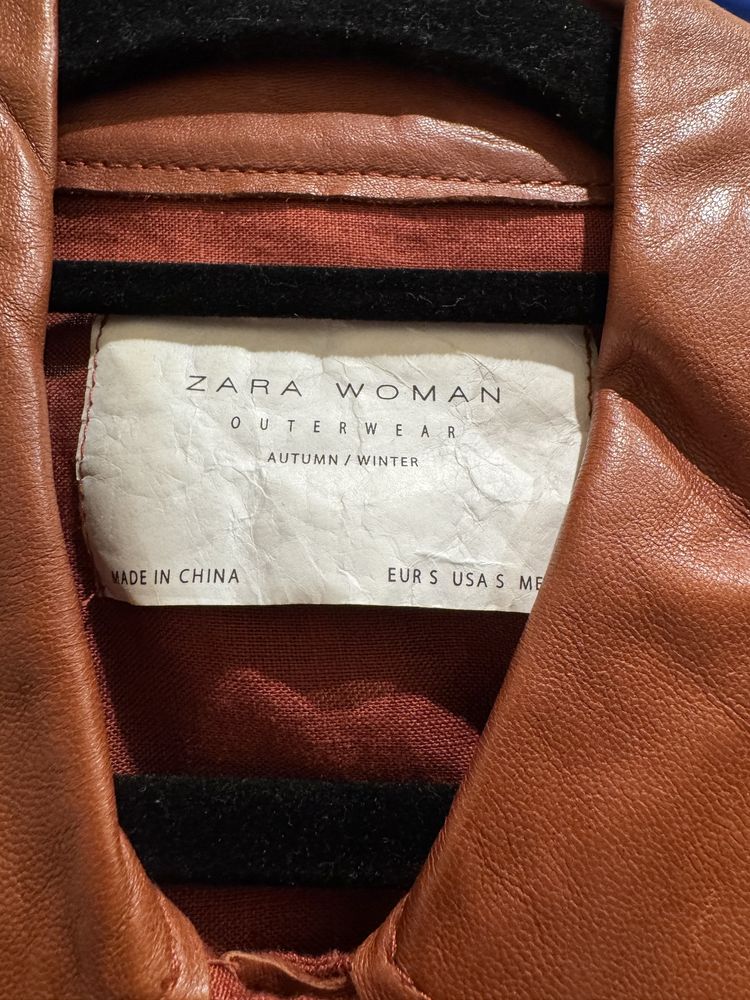 ZARA WOMAN
OUTERWEAR
AUTUMN / WINTER
MADE IN CHINA
EUR S USA S